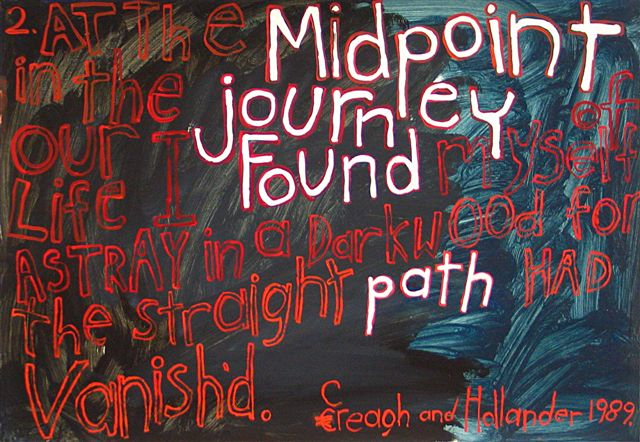 2. AT The Midpoint
in the journey of
our Life I Found myself
ASTRAY in a Darkwood for
the straight path HAD
Vanish'd.
Creagh and Hollander 1989